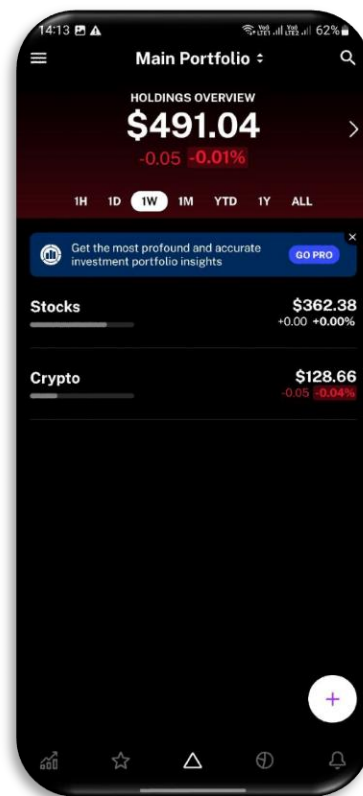 14:13 62%
Main Portfolio
HOLDINGS OVERVIEW
$491.04
-0.05 -0.01%
1H 1D 1W 1M YTD 1Y ALL
Get the most profound and accurate
investment portfolio insights
GO PRO
Stocks $362.38
+0.00 +0.00%
Crypto $128.66
-0.05 -0.04%